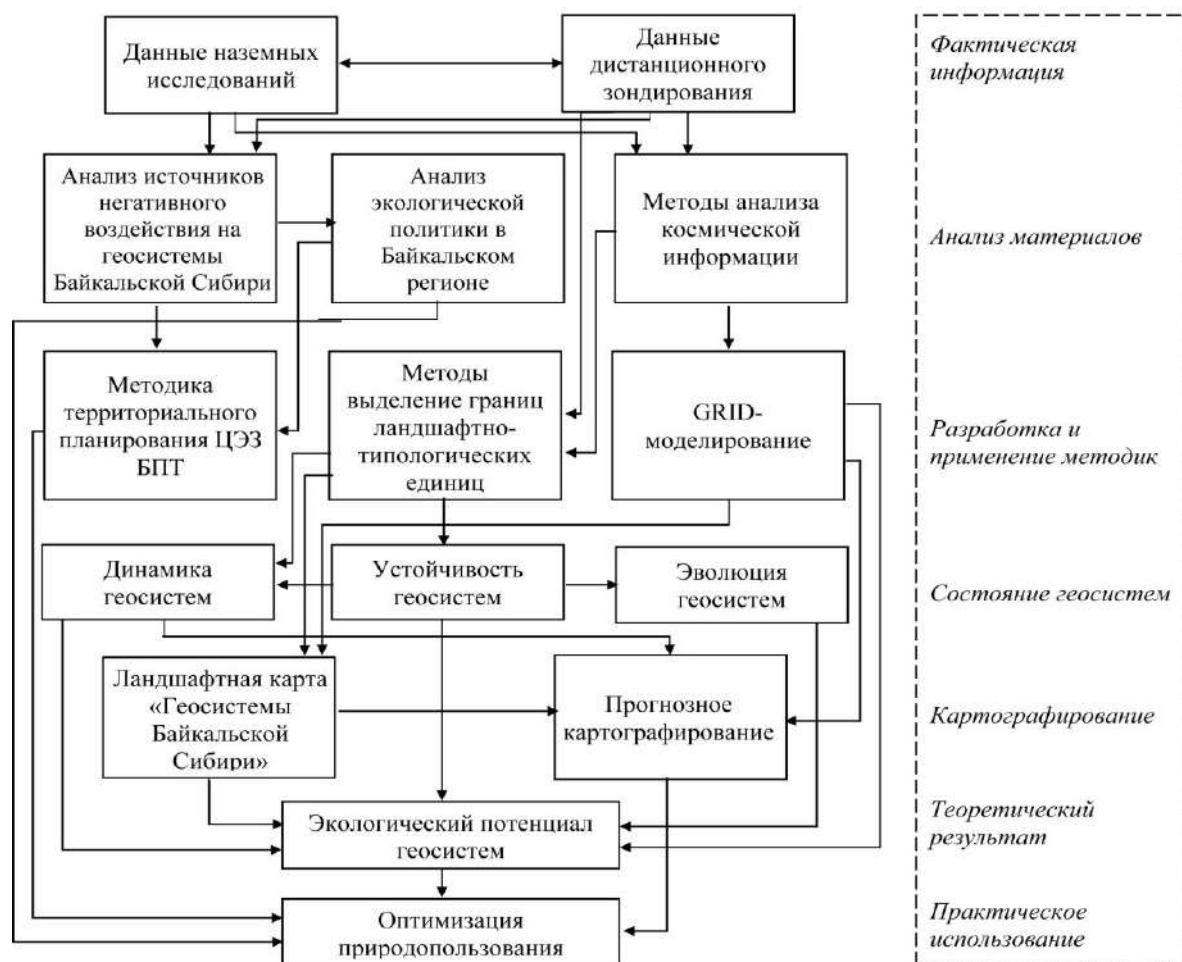 Данные наземных
исследований
Данные
дистанционного
зондирования
Фактическая
информация
Анализ источников
негативного
воздействия на
геосистемы
Байкальской Сибири
Анализ
экологической
политики в
Байкальском
регионе
Методы анализа
космической
информации
Анализ материалов
Методика
территориального
планирования ЦЭЗ
БПТ
Методы
выделение границ
ландшафтно-
типологических
единиц
GRID-
моделирование
Разработка и
применение методик
Динамика
геосистем
Устойчивость
геосистем
Эволюция
геосистем
Состояние геосистем
Ландшафтная карта
«Геосистемы
Байкальской
Сибири»
Прогнозное
картографирование
Картографирование
Экологический потенциал
геосистем
Теоретический
результат
Оптимизация
природопользования
Практическое
использование